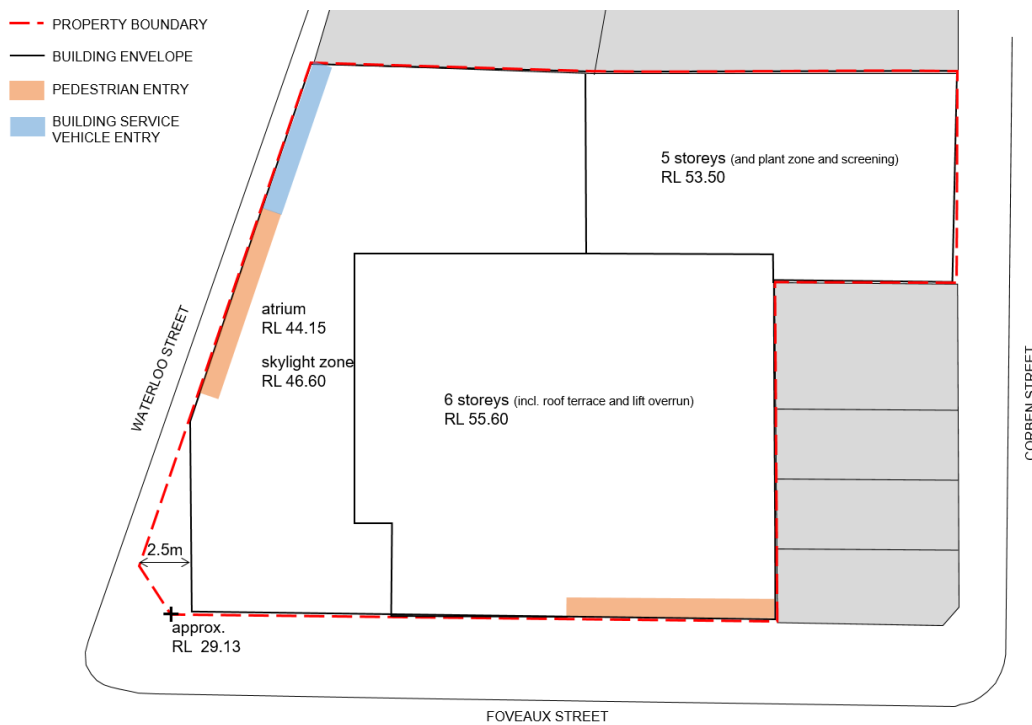 PROPERTY BOUNDARY
BUILDING ENVELOPE
PEDESTRIAN ENTRY
BUILDING SERVICE
VEHICLE ENTRY
5 storeys (and plant zone and screening)
RL 53.50
atrium
RL 44.15
skylight zone
RL 46.60
WATERLOO STREET
6 storeys (incl. roof terrace and lift overrun)
RL 55.60
CORBEN STREET
2.5m
approx.
RL 29.13
FOVEAUX STREET